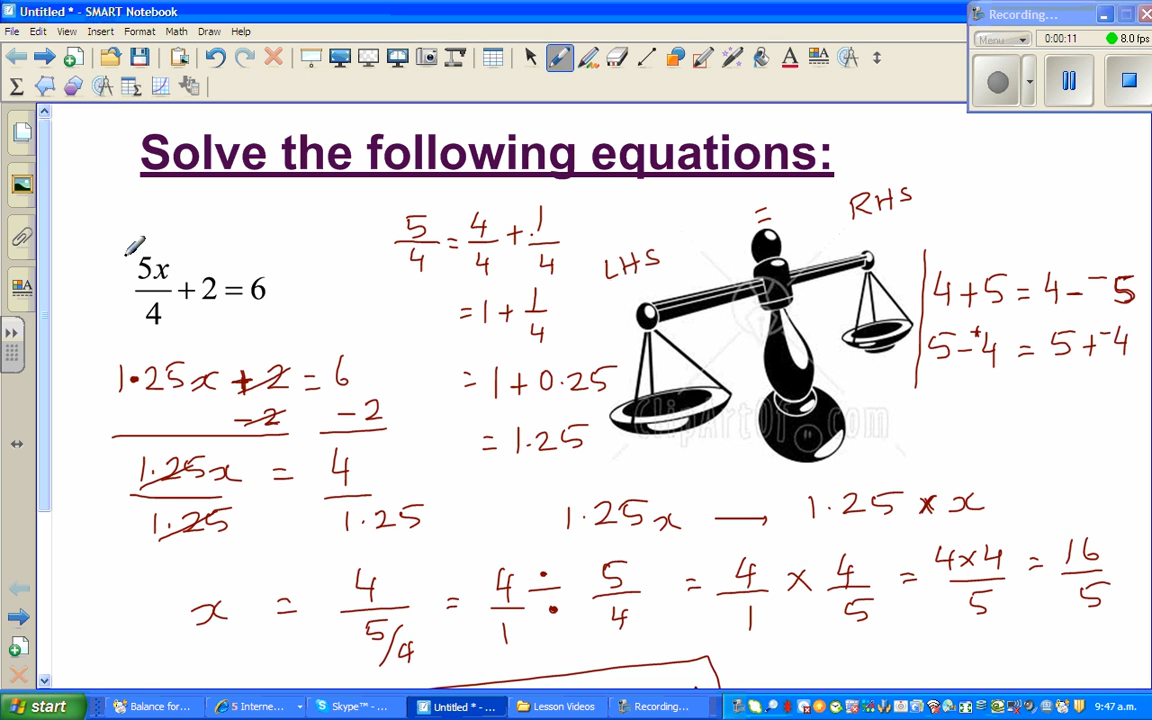 Untitled * - SMART Notebook
Recording...
File Edit View Insert Format Math Draw Help
Menu
0:00:11
8.0 fps
Solve the following equations:
5x/4 + 2 = 6
5/4 = 4/4 + 1/4
= 1 + 1/4
= 1 + 0.25
= 1.25
LHS
=
RHS
4 + 5 = 4 - -5
5 - +4 = 5 + -4
1.25x + 2 = 6
-2 -2
1.25x = 4
1.25 1.25
1.25x → 1.25 × x
x = 4/(5/4) = 4/1 ÷ 5/4 = 4/1 × 4/5 = 4×4/5 = 16/5
ClipArtOf
start
Balance for...
5 Interne...
Skype™ - ...
Untitled * - ...
Lesson Videos
Recording...
9:47 a.m.